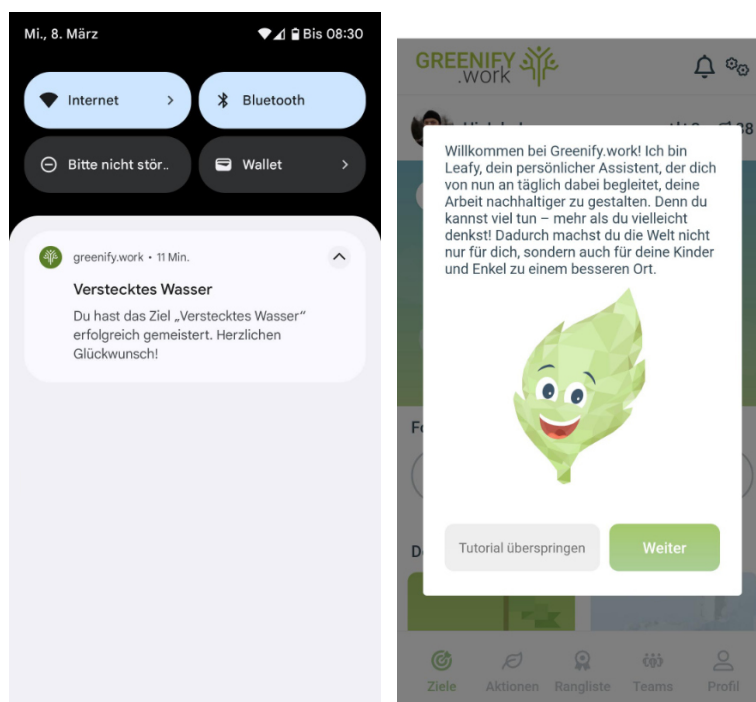 Mi., 8. März
Bis 08:30
Internet
Bluetooth
Bitte nicht stör..
Wallet
greenify.work • 11 Min.
Verstecktes Wasser
Du hast das Ziel „Verstecktes Wasser“
erfolgreich gemeistert. Herzlichen
Glückwunsch!
GREENIFY
.work
38
Willkommen bei Greenify.work! Ich bin
Leafy, dein persönlicher Assistent, der dich
von nun an täglich dabei begleitet, deine
Arbeit nachhaltiger zu gestalten. Denn du
kannst viel tun – mehr als du vielleicht
denkst! Dadurch machst du die Welt nicht
nur für dich, sondern auch für deine Kinder
und Enkel zu einem besseren Ort.
Tutorial überspringen
Weiter
Ziele
Aktionen
Rangliste
Teams
Profil